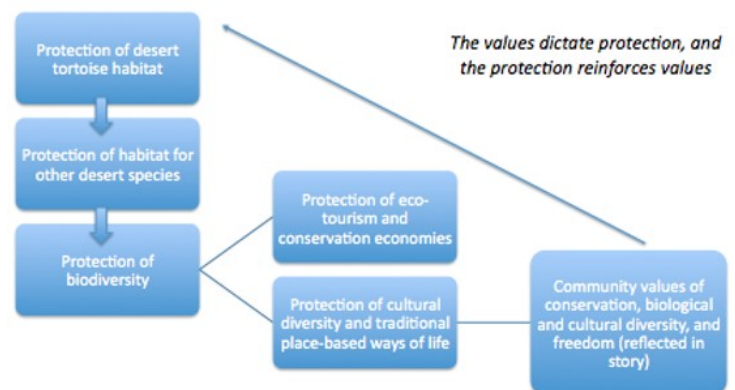 Protection of desert
tortoise habitat
The values dictate protection, and
the protection reinforces values
Protection of habitat for
other desert species
Protection of
biodiversity
Protection of eco-
tourism and
conservation economies
Protection of cultural
diversity and traditional
place-based ways of life
Community values of
conservation, biological
and cultural diversity, and
freedom (reflected in
story)